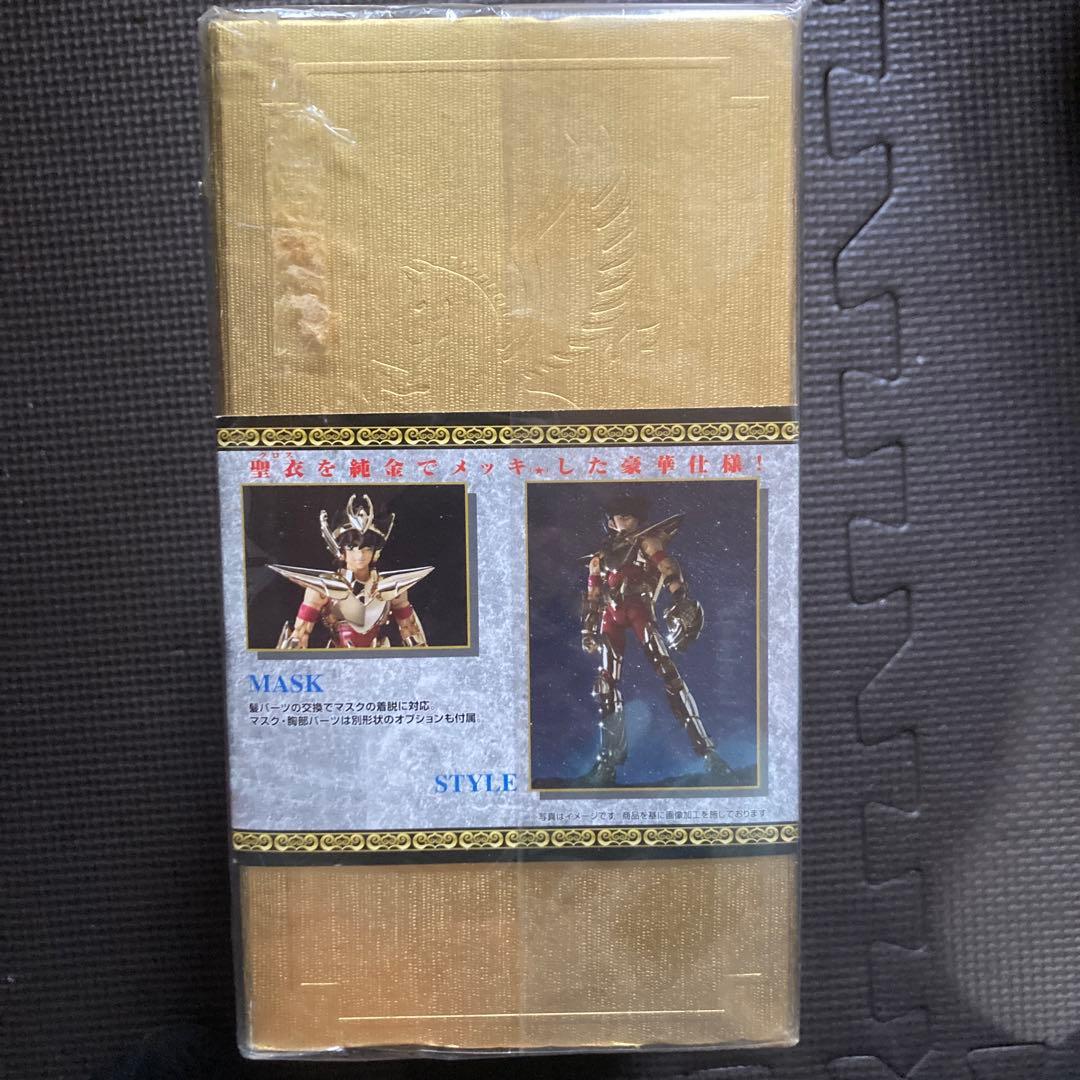 クロス
聖衣を純金でメッキ★した豪華仕様!
MASK
髪パーツの交換でマスクの着脱に対応。
マスク・胸部パーツは別形状のオプションも付属。
STYLE
写真はイメージです。商品を基に画像加工を施しております